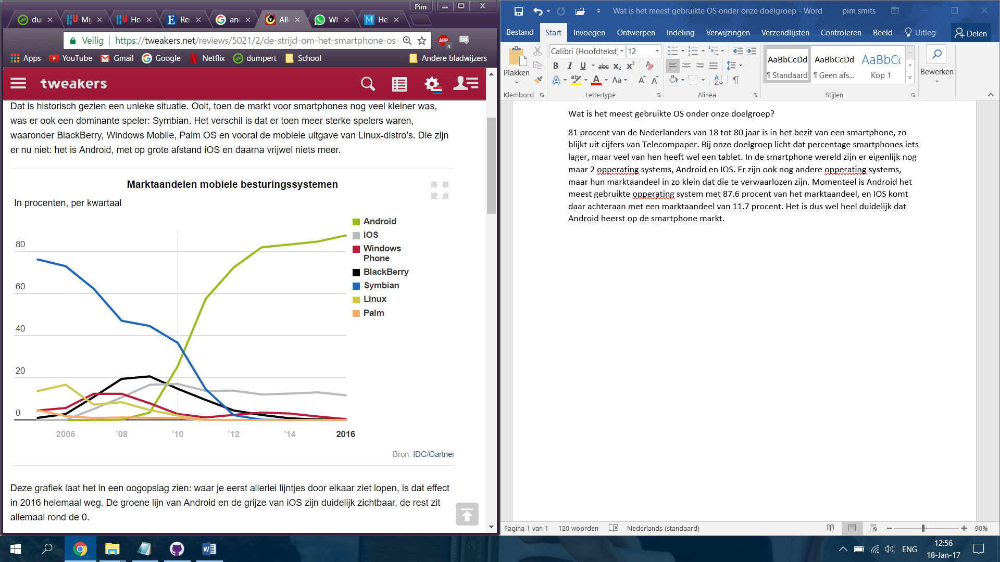 Pim
du
Mij
Ho
Re
and
All
Wh
He
Veilig
https://tweakers.net/reviews/5021/2/de-strijd-om-het-smartphone-os-
ABP
4
CSS
Apps
YouTube
Gmail
Google
Netflix
dumpert
School
Andere bladwijzers
tweakers
Dat is historisch gezien een unieke situatie. Ooit, toen de markt voor smartphones nog veel kleiner was,
was er ook een dominante speler: Symbian. Het verschil is dat er toen meer sterke spelers waren,
waaronder BlackBerry, Windows Mobile, Palm OS en vooral de mobiele uitgave van Linux-distro's. Die zijn
er nu niet: het is Android, met op grote afstand iOS en daarna vrijwel niets meer.
Marktaandelen mobiele besturingssystemen
In procenten, per kwartaal
Android
iOS
Windows
Phone
BlackBerry
Symbian
Linux
Palm
80
60
40
20
0
2006
’08
’10
’12
’14
2016
Bron: IDC/Gartner
Deze grafiek laat het in een oogopslag zien: waar je eerst allerlei lijntjes door elkaar ziet lopen, is dat effect
in 2016 helemaal weg. De groene lijn van Android en de grijze van iOS zijn duidelijk zichtbaar, de rest zit
allemaal rond de 0.
Wat is het meest gebruikte OS onder onze doelgroep - Word
pim smits
Bestand
Start
Invoegen
Ontwerpen
Indeling
Verwijzingen
Verzendlijsten
Controleren
Beeld
Uitleg
Delen
Plakken
Klembord
Calibri (Hoofdtekst)
12
B I U abc X₂ X²
A ab A Aa A A
Lettertype
Alinea
AaBbCcDd
¶ Standaard
AaBbCcDd
¶ Geen afs...
AaBbCc
Kop 1
Stijlen
Bewerken
Wat is het meest gebruikte OS onder onze doelgroep?
81 procent van de Nederlanders van 18 tot 80 jaar is in het bezit van een smartphone, zo
blijkt uit cijfers van Telecompaper. Bij onze doelgroep licht dat percentage smartphones iets
lager, maar veel van hen heeft wel een tablet. In de smartphone wereld zijn er eigenlijk nog
maar 2 opperating systems, Android en IOS. Er zijn ook nog andere opperating systems,
maar hun marktaandeel in zo klein dat die te verwaarlozen zijn. Momenteel is Android het
meest gebruikte opperating system met 87.6 procent van het marktaandeel, en IOS komt
daar achteraan met een marktaandeel van 11.7 procent. Het is dus wel heel duidelijk dat
Android heerst op de smartphone markt.
Pagina 1 van 1
120 woorden
Nederlands (standaard)
90%
ENG
12:56
18-Jan-17